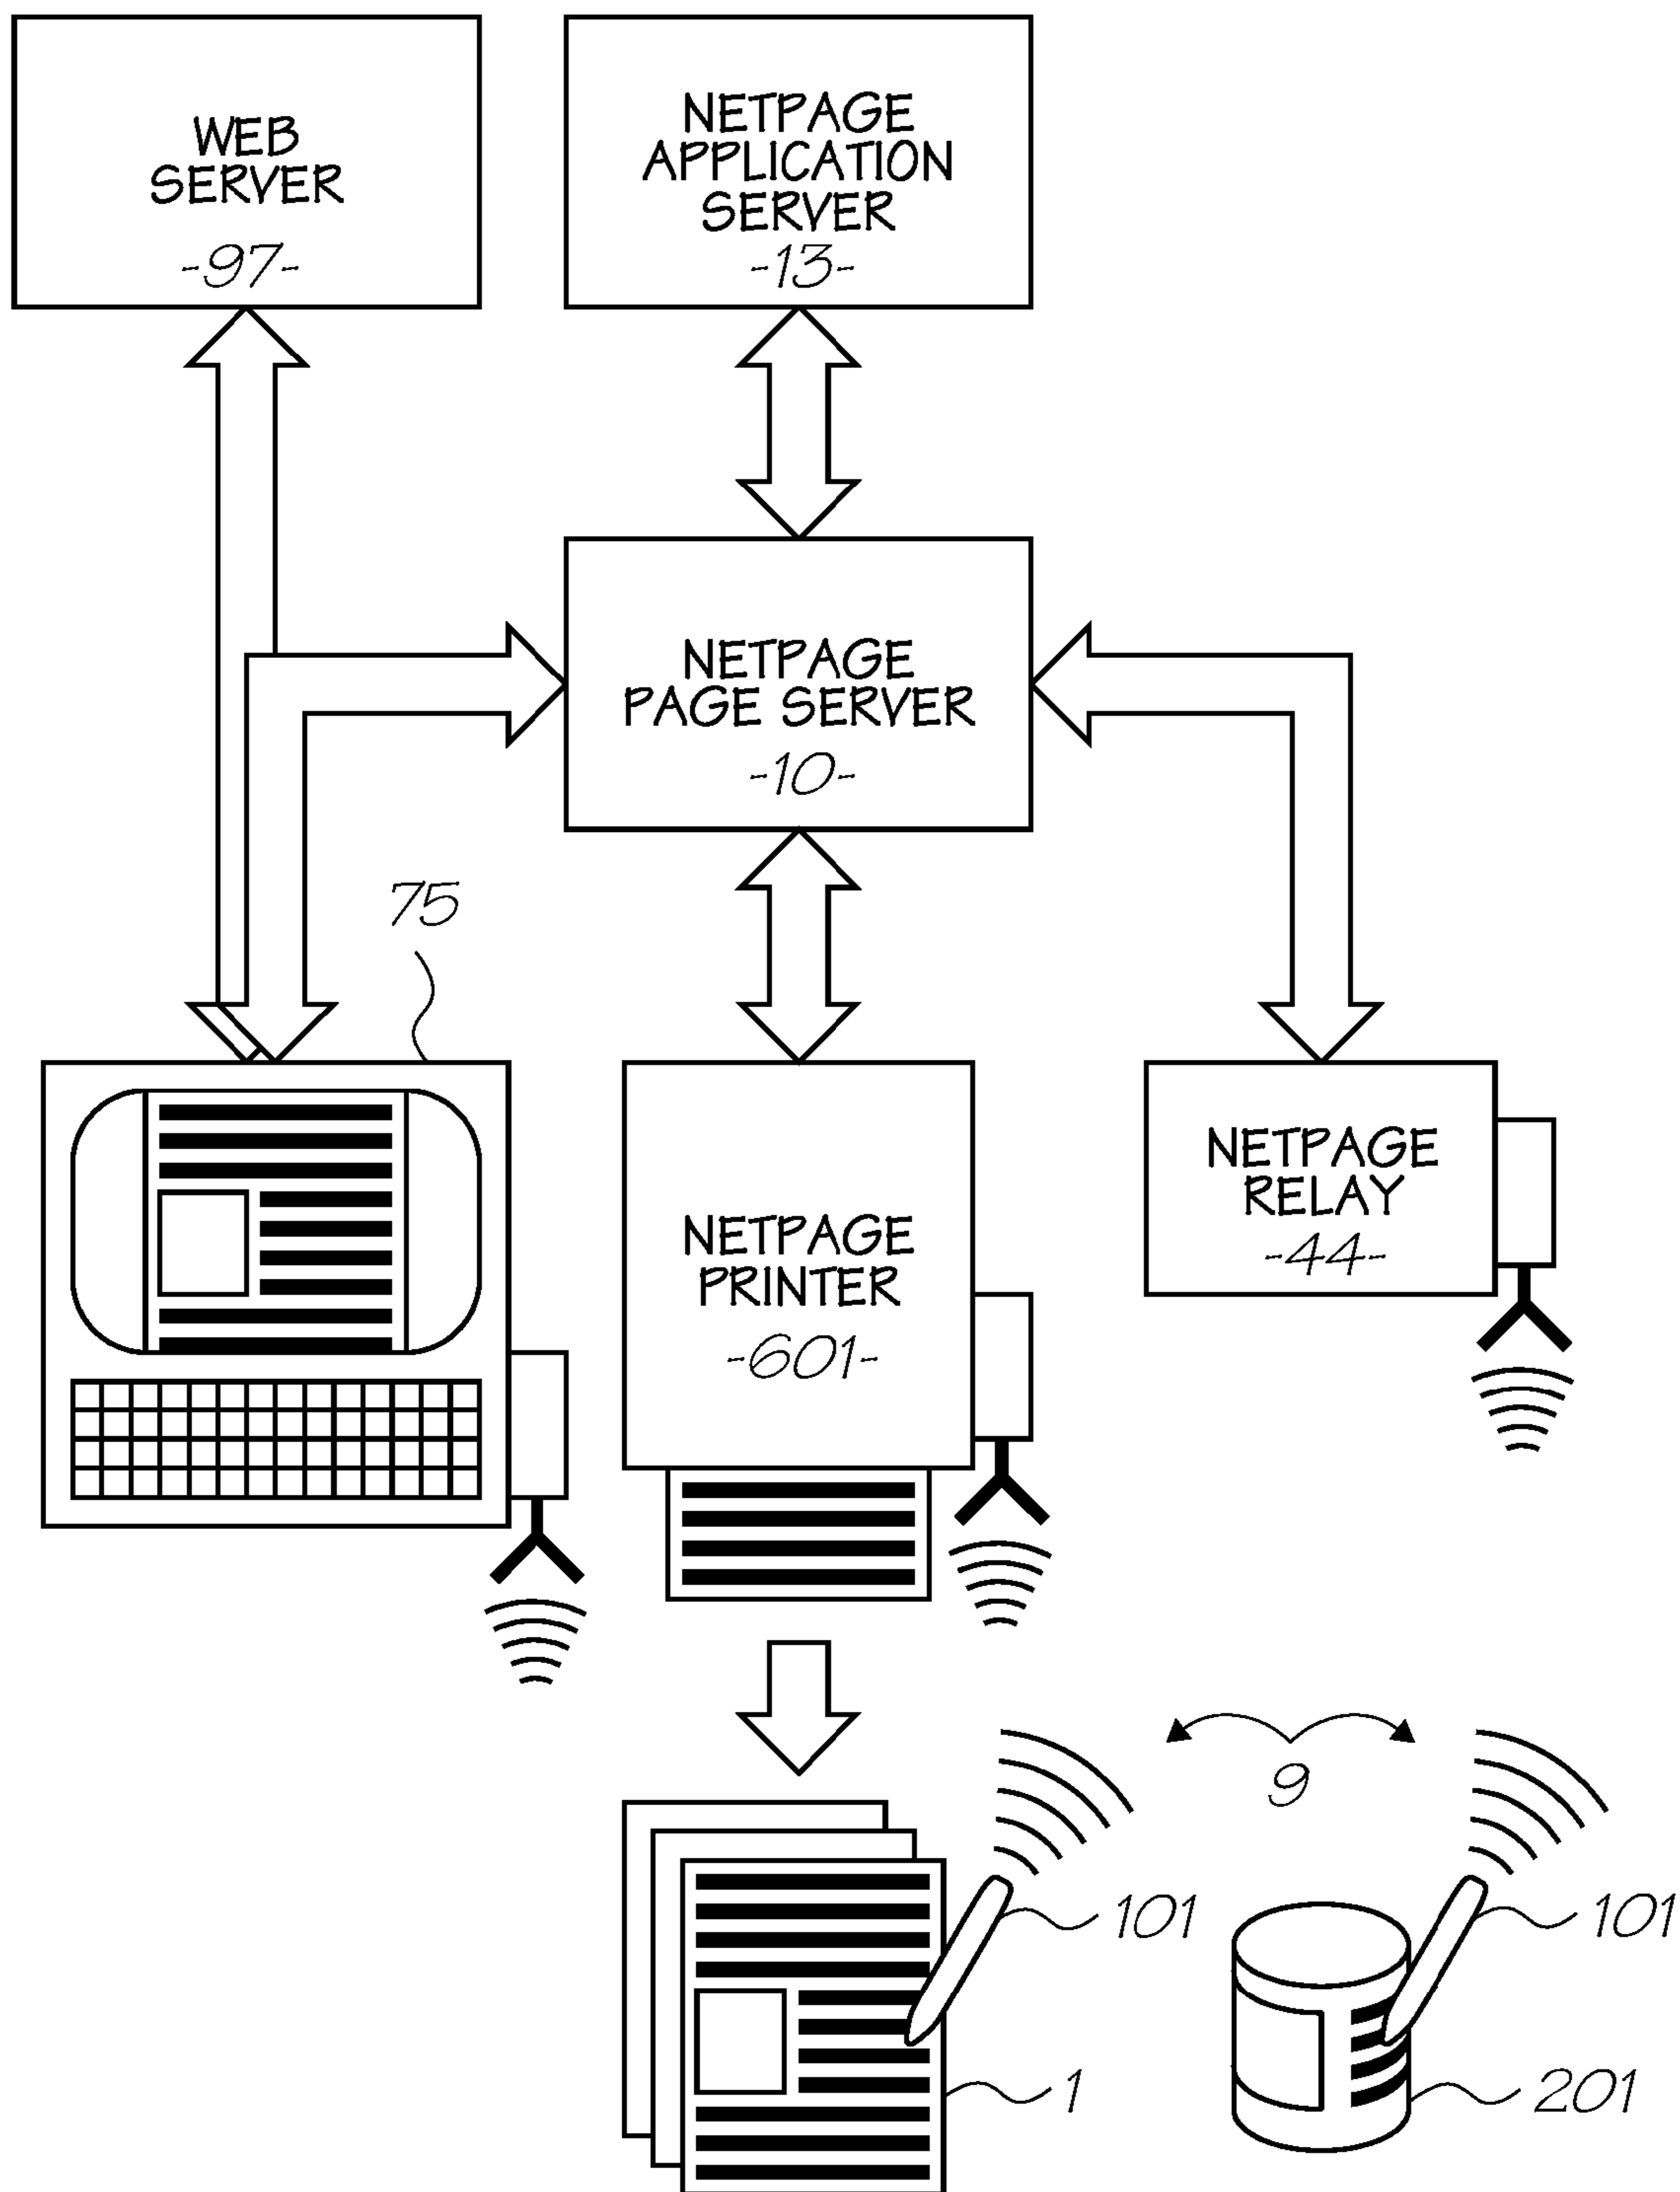 WEB
SERVER
-97-
NETPAGE
APPLICATION
SERVER
-13-
NETPAGE
PAGE SERVER
-10-
75
NETPAGE
PRINTER
-601-
NETPAGE
RELAY
-44-
9
101
101
1
201